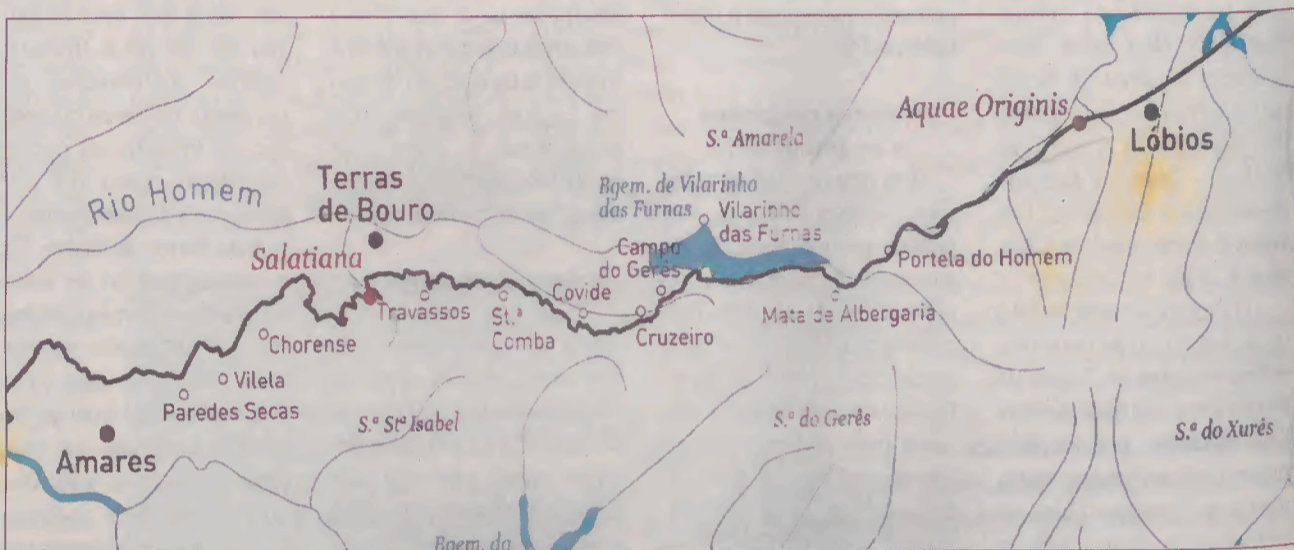 Aquae Originis
Lóbios
S.ª Amarela
Rio Homem
Terras
de Bouro
Bgem. de Vilarinho
das Furnas
Vilarinho
das Furnas
Salatiana
Campo
do Gerês
Portela do Homem
Travassos
St.ª
Comba
Covide
Cruzeiro
Mata de Albergaria
Chorense
Vilela
Paredes Secas
S.ª Stª Isabel
S.ª do Gerês
S.ª do Xurês
Amares
Bgem. da